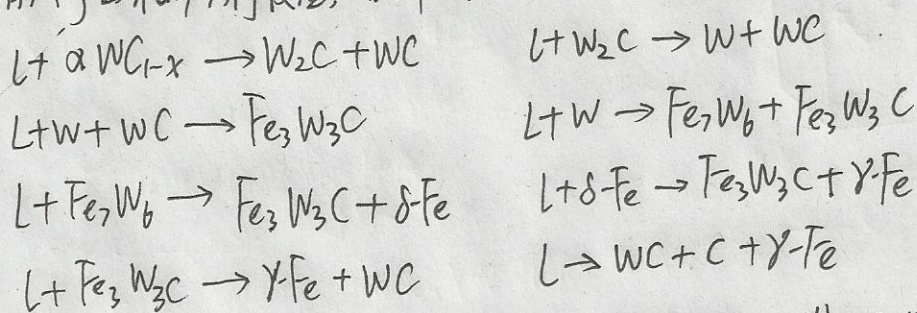 L+αWC₁₋ₓ → W₂C+WC    L+W₂C → W+WC
L+W+WC → Fe₃W₃C    L+W → Fe₇W₆+Fe₃W₃C
L+Fe₇W₆ → Fe₃W₃C+δ-Fe    L+δ-Fe → Fe₃W₃C+γ-Fe
L+Fe₃W₃C → γ-Fe+WC    L → WC+C+γ-Fe